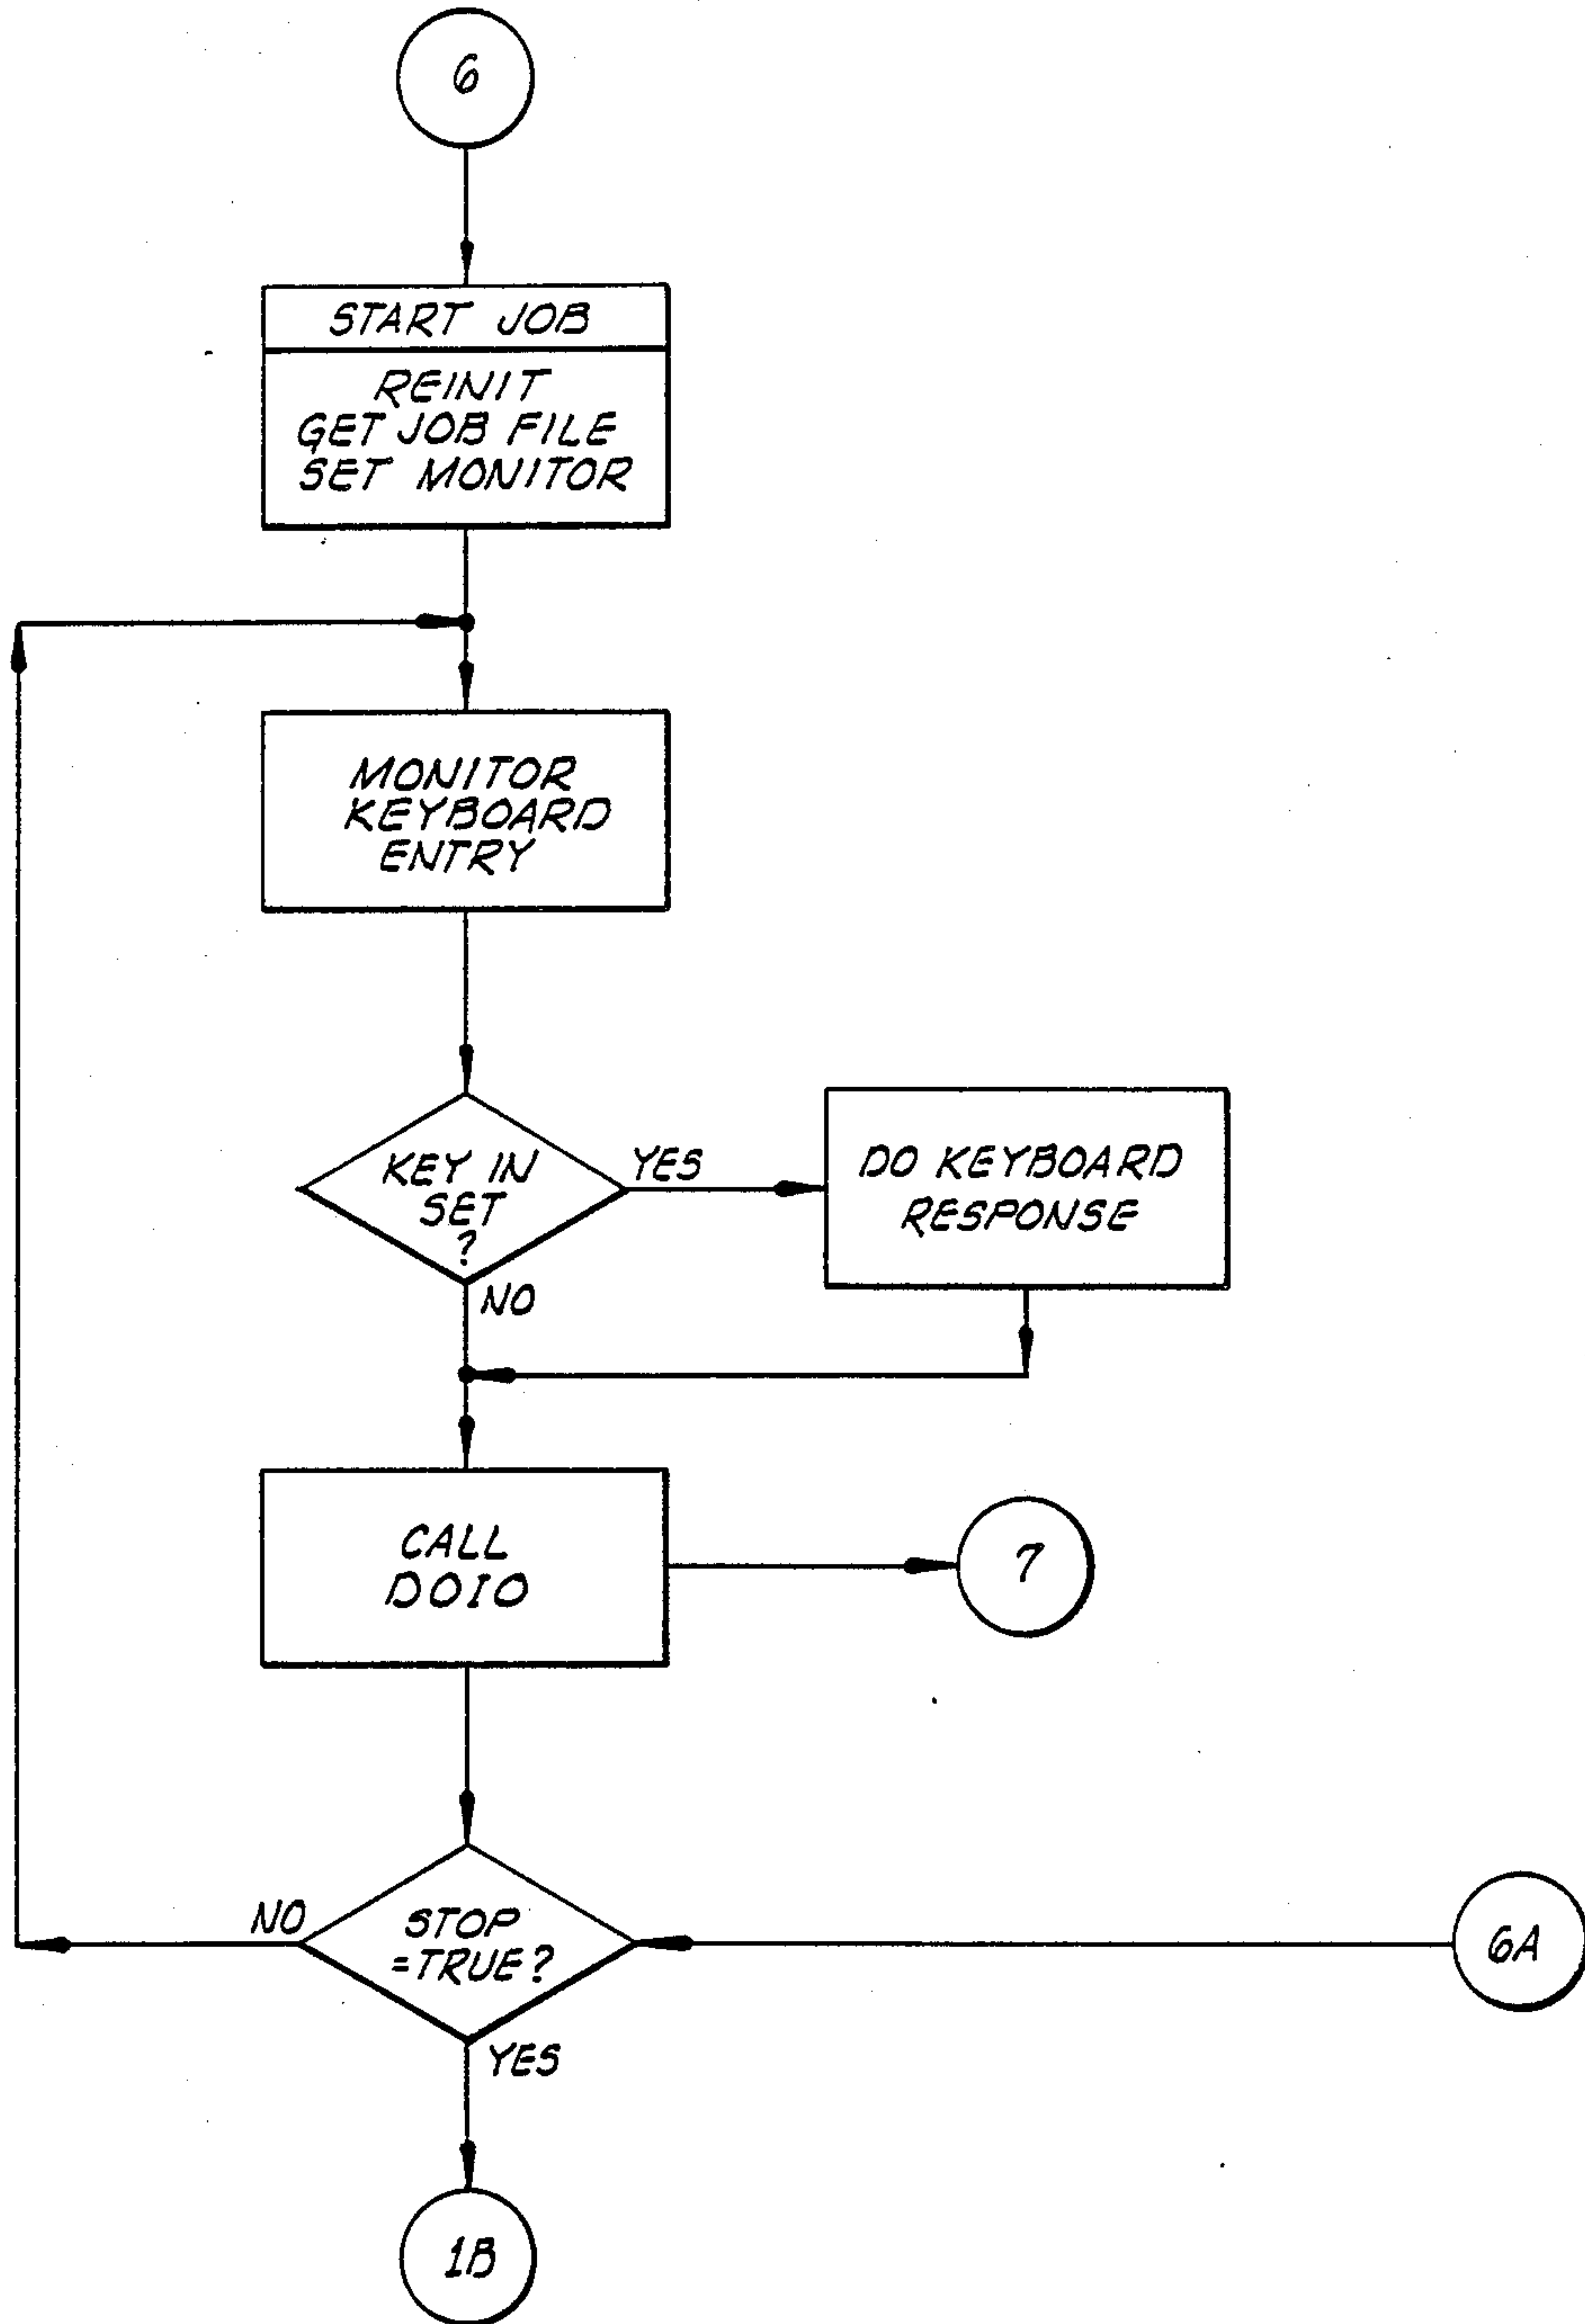 6
START JOB
REINIT
GET JOB FILE
SET MONITOR
MONITOR
KEYBOARD
ENTRY
KEY IN
SET
?
YES
NO
DO KEYBOARD
RESPONSE
CALL
DOIO
7
STOP
=TRUE?
NO
YES
6A
1B